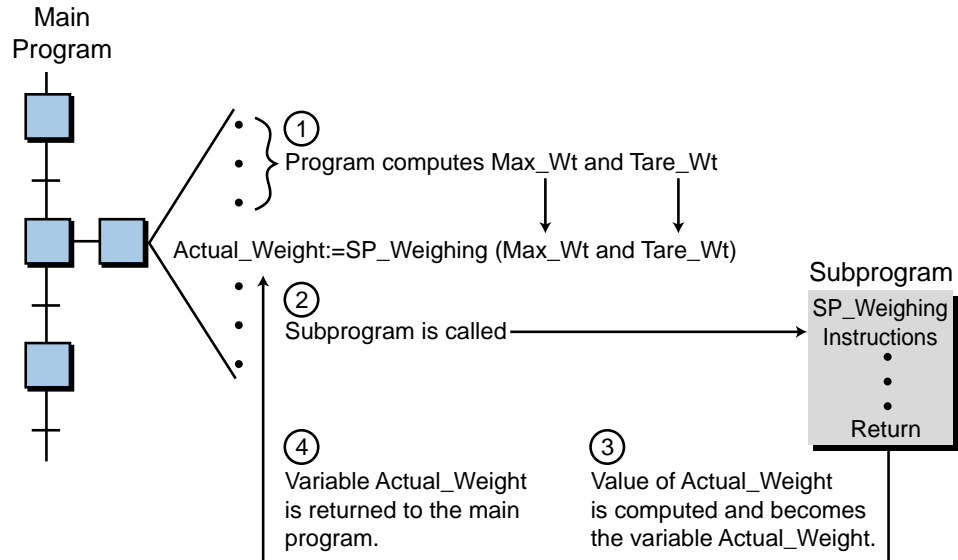 Main
Program
1
Program computes Max_Wt and Tare_Wt
Actual_Weight:=SP_Weighing (Max_Wt and Tare_Wt)
2
Subprogram is called
Subprogram
SP_Weighing
Instructions
Return
4
Variable Actual_Weight
is returned to the main
program.
3
Value of Actual_Weight
is computed and becomes
the variable Actual_Weight.